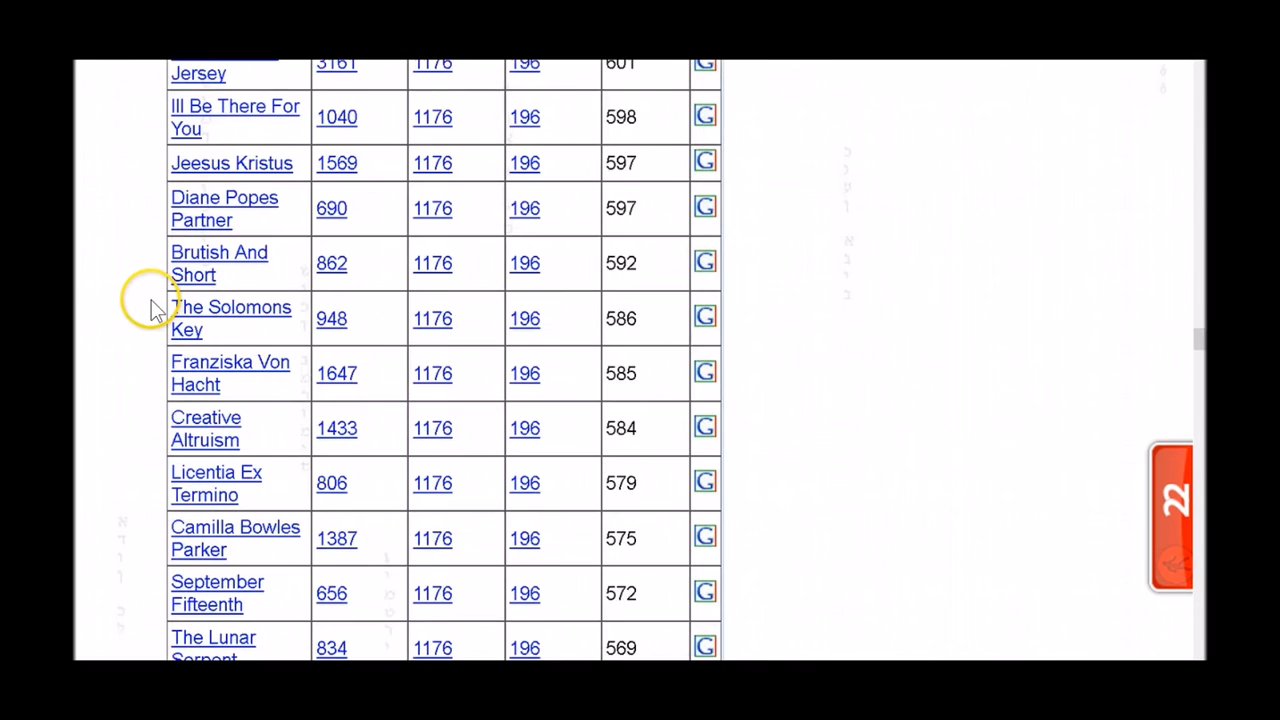 Jersey 3161 1176 196 601 G
Ill Be There For
You 1040 1176 196 598 G
Jeesus Kristus 1569 1176 196 597 G
Diane Popes
Partner 690 1176 196 597 G
Brutish And
Short 862 1176 196 592 G
The Solomons
Key 948 1176 196 586 G
Franziska Von
Hacht 1647 1176 196 585 G
Creative
Altruism 1433 1176 196 584 G
Licentia Ex
Termino 806 1176 196 579 G
Camilla Bowles
Parker 1387 1176 196 575 G
September
Fifteenth 656 1176 196 572 G
The Lunar
Serpent 834 1176 196 569 G
22